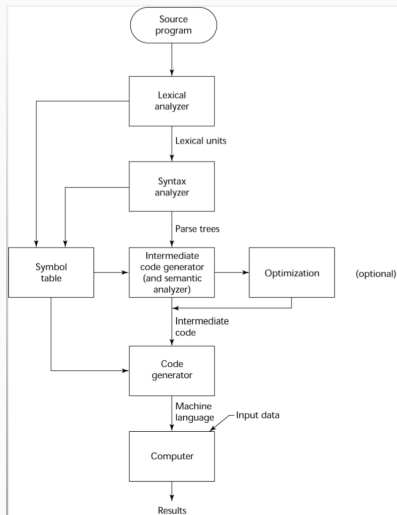 Source
program
Lexical
analyzer
Lexical units
Syntax
analyzer
Parse trees
Symbol
table
Intermediate
code generator
(and semantic
analyzer)
Optimization
(optional)
Intermediate
code
Code
generator
Machine
language
Input data
Computer
Results